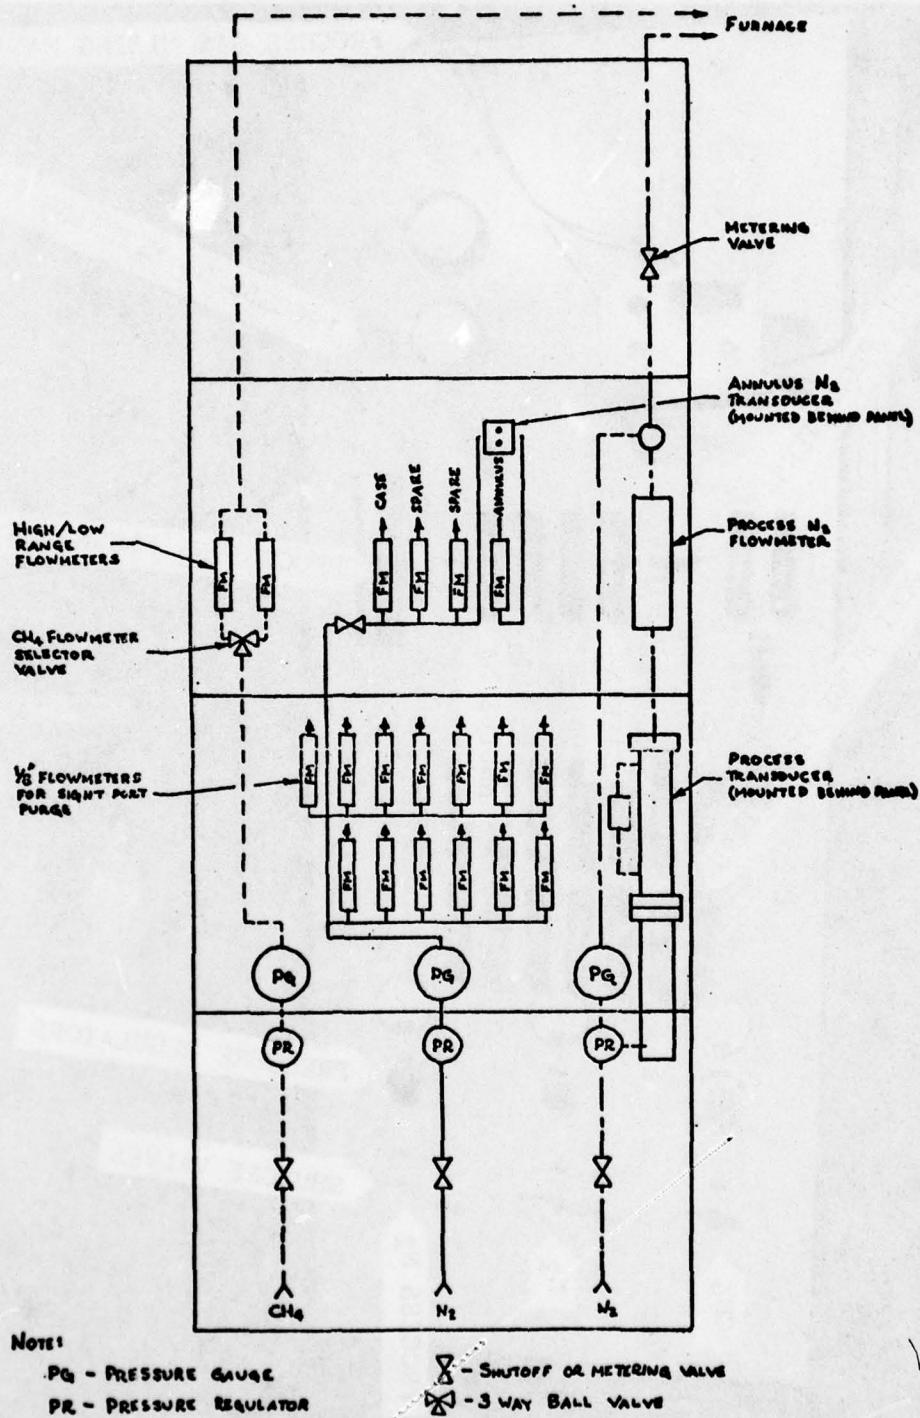 FURNACE
METERING
VALVE
ANNULUS N2
TRANSDUCER
(MOUNTED BEHIND PANEL)
CASE
SPARE
SPARE
ANNULUS
HIGH/LOW
RANGE
FLOWMETERS
FM
FM
FM
FM
FM
FM
PROCESS N2
FLOWMETER
CH4 FLOWMETER
SELECTOR
VALVE
1/8" FLOWMETERS
FOR SIGHT PORT
PURGE
FM
FM
FM
FM
FM
FM
FM
PROCESS
TRANSDUCER
(MOUNTED BEHIND PANEL)
FM
FM
FM
FM
FM
FM
PG
PG
PG
PR
PR
PR
CH4
N2
N2
NOTE:
PG - PRESSURE GAUGE
PR - PRESSURE REGULATOR
- SHUTOFF OR METERING VALVE
- 3 WAY BALL VALVE